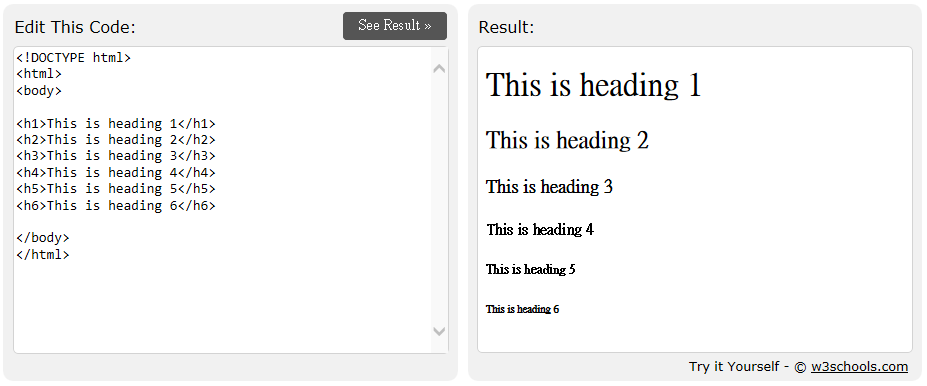 Edit This Code:
See Result »
<!DOCTYPE html>
<html>
<body>
<h1>This is heading 1</h1>
<h2>This is heading 2</h2>
<h3>This is heading 3</h3>
<h4>This is heading 4</h4>
<h5>This is heading 5</h5>
<h6>This is heading 6</h6>
</body>
</html>
Result:
This is heading 1
This is heading 2
This is heading 3
This is heading 4
This is heading 5
This is heading 6
Try it Yourself - © w3schools.com